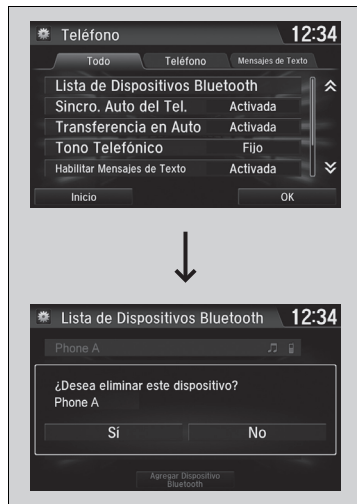 Teléfono 12:34
Todo Teléfono Mensajes de Texto
Lista de Dispositivos Bluetooth
Sincro. Auto del Tel. Activada
Transferencia en Auto Activada
Tono Telefónico Fijo
Habilitar Mensajes de Texto Activada
Inicio OK
Lista de Dispositivos Bluetooth 12:34
Phone A
¿Desea eliminar este dispositivo?
Phone A
Sí No
Agregar Dispositivo
Bluetooth